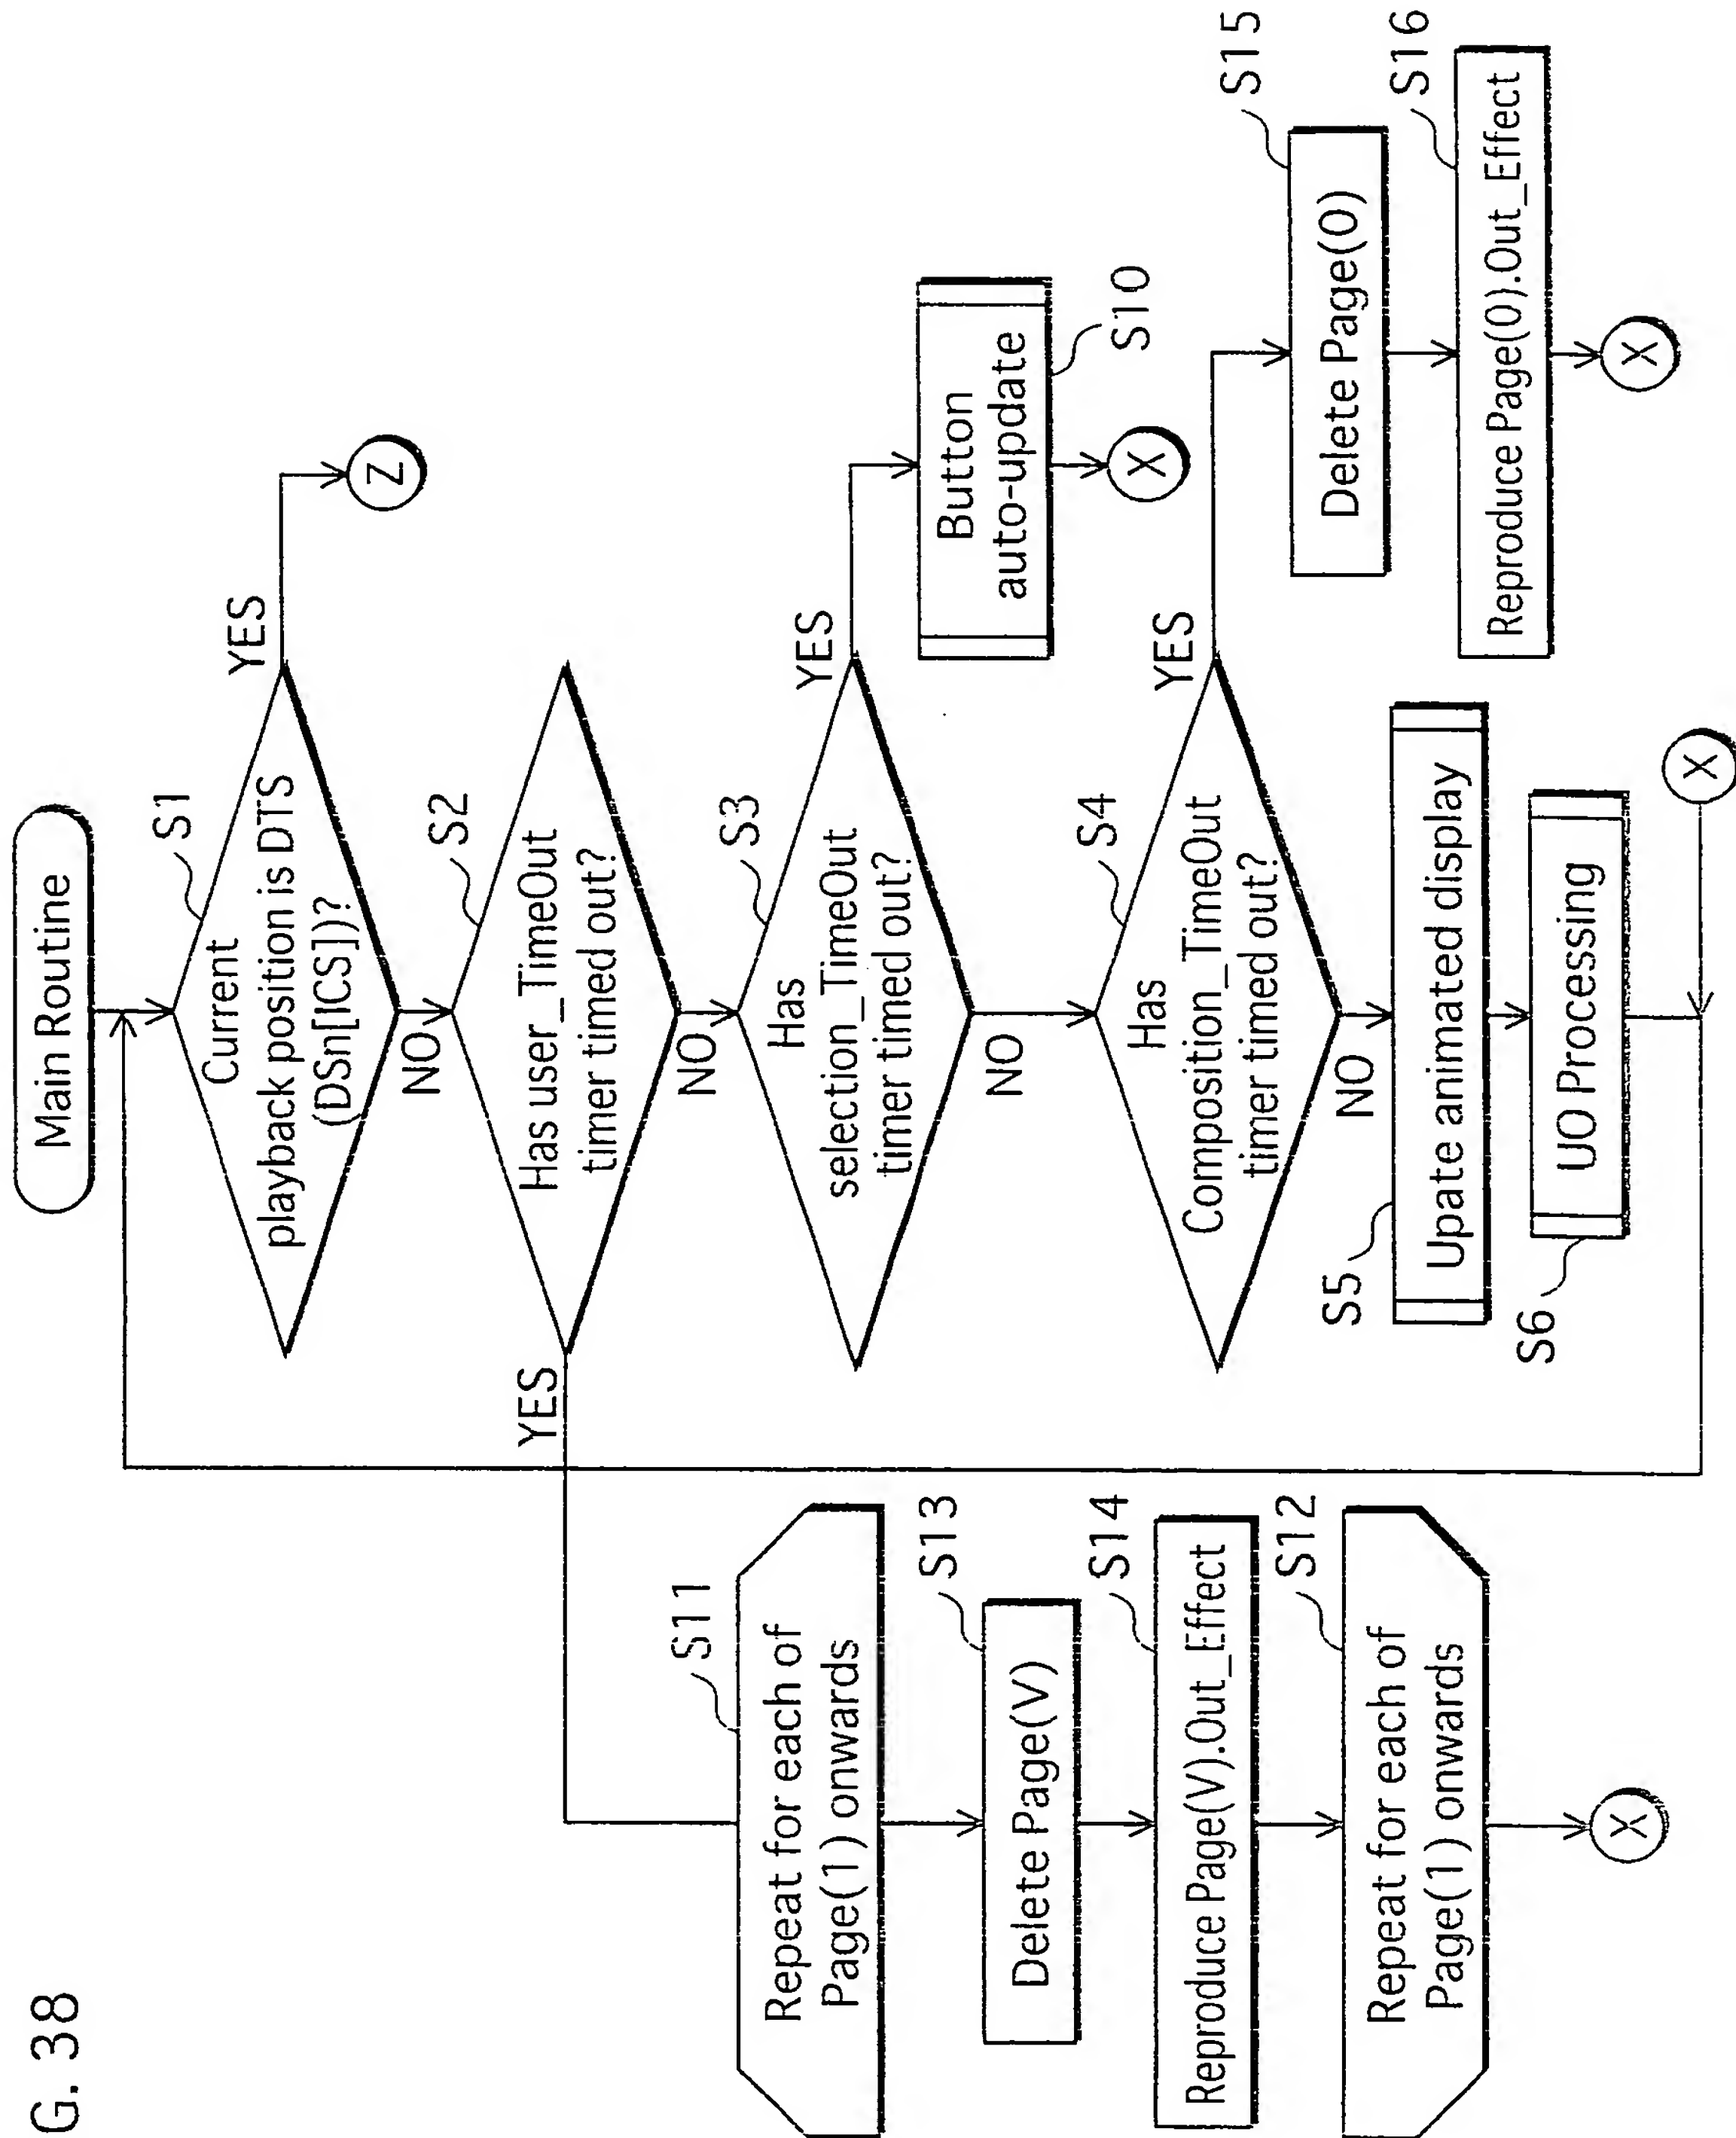 G. 38
Main Routine
S1
Current
playback position is DTS
(DSn[ICS])?
YES
Z
NO
S2
Has user_TimeOut
timer timed out?
YES
NO
S3
Has
selection_TimeOut
timer timed out?
YES
NO
Button
auto-update
S10
X
S4
Has
Composition_TimeOut
timer timed out?
YES
NO
S15
Delete Page(0)
S16
Reproduce Page(0).Out_Effect
X
S5
Upate animated display
S6
UO Processing
X
S11
Repeat for each of
Page(1) onwards
S13
Delete Page(V)
S14
Reproduce Page(V).Out_Effect
S12
Repeat for each of
Page(1) onwards
X